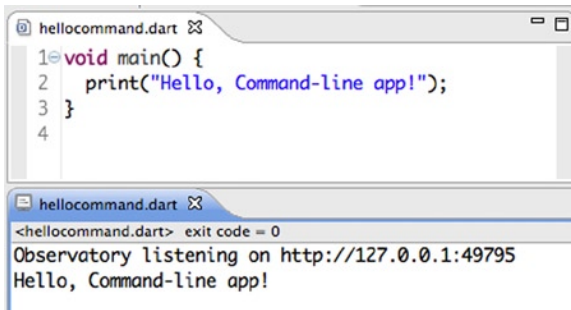 hellocommand.dart
1 void main() {
2 print("Hello, Command-line app!");
3 }
4
hellocommand.dart
<hellocommand.dart> exit code = 0
Observatory listening on http://127.0.0.1:49795
Hello, Command-line app!